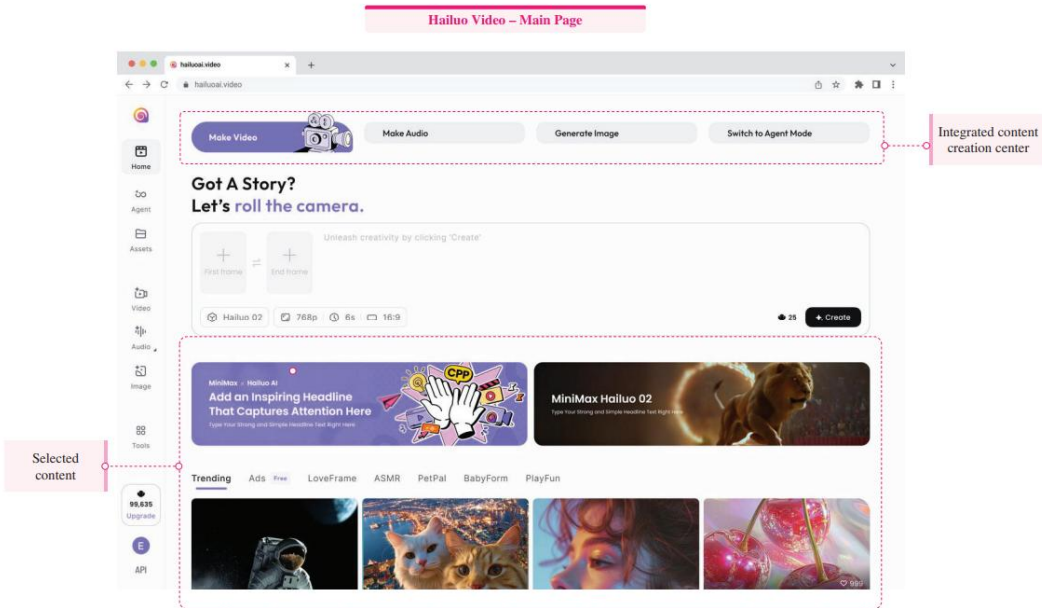 Hailuo Video – Main Page
hailuoai.video
hailuoai.video
Make Video
Make Audio
Generate Image
Switch to Agent Mode
Integrated content
creation center
Home
Agent
Assets
Video
Audio
Image
Tools
99,635
Upgrade
E
API
Got A Story?
Let's roll the camera.
First frame
End frame
Unleash creativity by clicking 'Create'
Hailuo 02
768p
6s
16:9
25
Create
MiniMax × Hailuo AI
Add an Inspiring Headline
That Captures Attention Here
Type Your Strong and Simple Headline Text Right Here
CPP
MiniMax Hailuo 02
Type Your Strong and Simple Headline Text Right Here
Selected
content
Trending
Ads
Free
LoveFrame
ASMR
PetPal
BabyForm
PlayFun
999